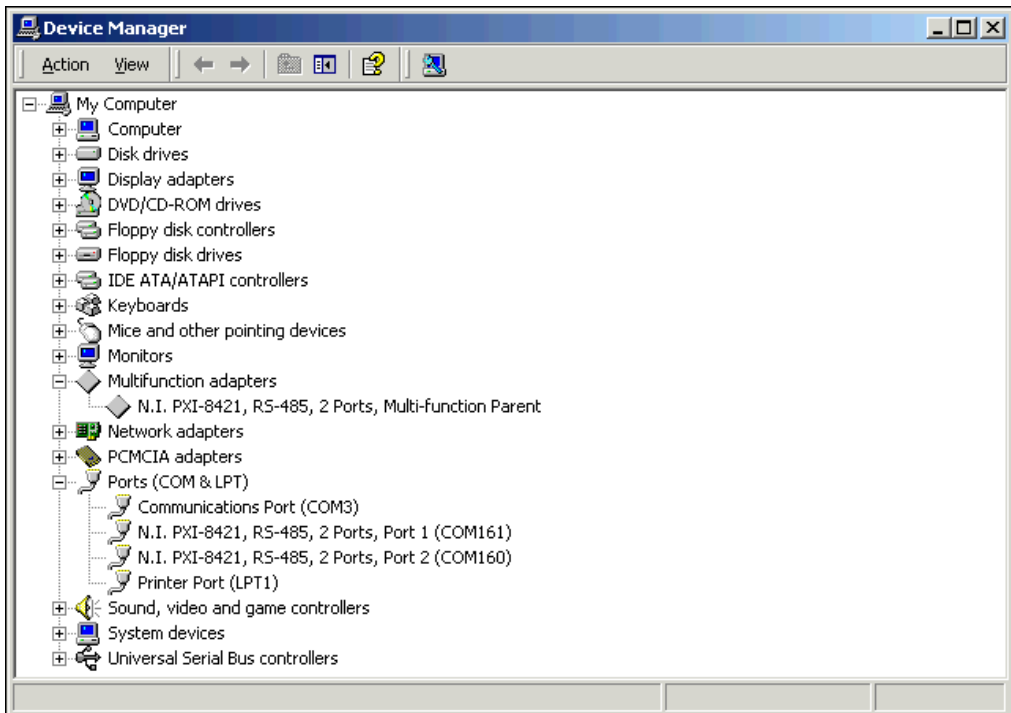 Device Manager
Action View
My Computer
Computer
Disk drives
Display adapters
DVD/CD-ROM drives
Floppy disk controllers
Floppy disk drives
IDE ATA/ATAPI controllers
Keyboards
Mice and other pointing devices
Monitors
Multifunction adapters
N.I. PXI-8421, RS-485, 2 Ports, Multi-function Parent
Network adapters
PCMCIA adapters
Ports (COM & LPT)
Communications Port (COM3)
N.I. PXI-8421, RS-485, 2 Ports, Port 1 (COM161)
N.I. PXI-8421, RS-485, 2 Ports, Port 2 (COM160)
Printer Port (LPT1)
Sound, video and game controllers
System devices
Universal Serial Bus controllers